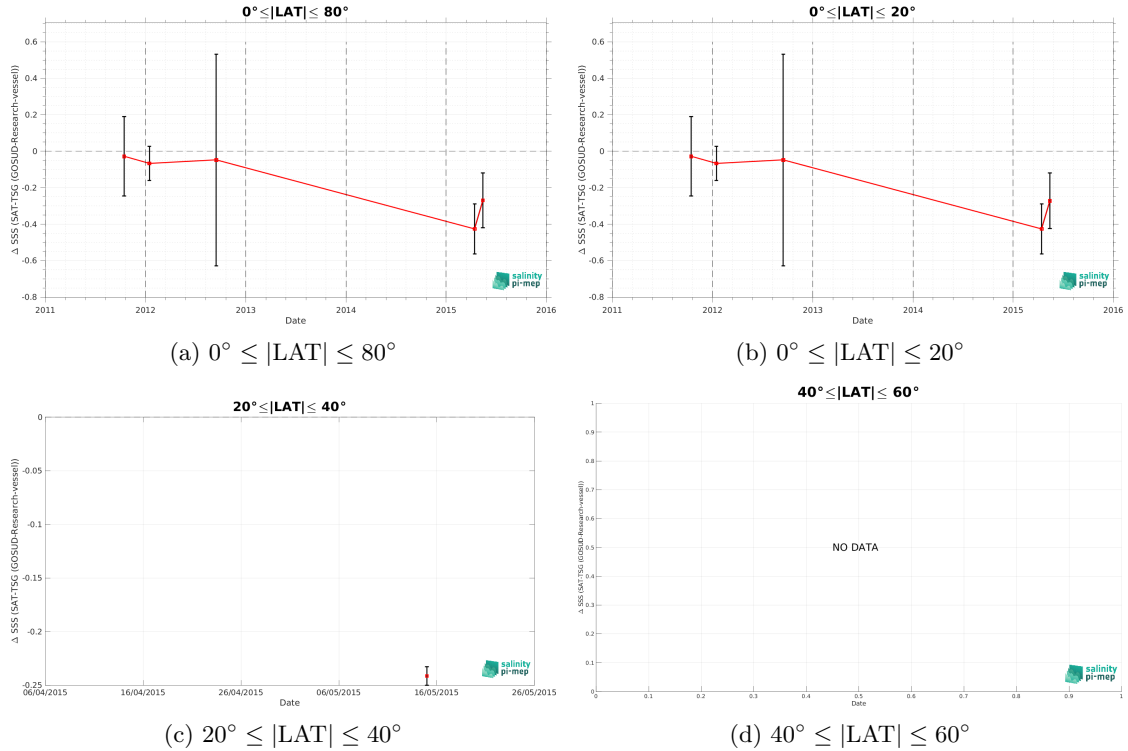 0°≤|LAT|≤ 80°
Δ SSS (SAT-TSG (GOSUD-Research-vessel))
0.6
0.4
0.2
0
-0.2
-0.4
-0.6
-0.8
2011
2012
2013
2014
2015
2016
Date
salinity
pi-mep
(a) 0° ≤ |LAT| ≤ 80°
0°≤|LAT|≤ 20°
Δ SSS (SAT-TSG (GOSUD-Research-vessel))
0.6
0.4
0.2
0
-0.2
-0.4
-0.6
-0.8
2011
2012
2013
2014
2015
2016
Date
salinity
pi-mep
(b) 0° ≤ |LAT| ≤ 20°
20°≤|LAT|≤ 40°
Δ SSS (SAT-TSG (GOSUD-Research-vessel))
0
-0.05
-0.1
-0.15
-0.2
-0.25
06/04/2015
16/04/2015
26/04/2015
06/05/2015
16/05/2015
26/05/2015
Date
salinity
pi-mep
(c) 20° ≤ |LAT| ≤ 40°
40°≤|LAT|≤ 60°
Δ SSS (SAT-TSG (GOSUD-Research-vessel))
1
0.9
0.8
0.7
0.6
0.5
0.4
0.3
0.2
0.1
0
NO DATA
0
0.1
0.2
0.3
0.4
0.5
0.6
0.7
0.8
0.9
1
Date
salinity
pi-mep
(d) 40° ≤ |LAT| ≤ 60°